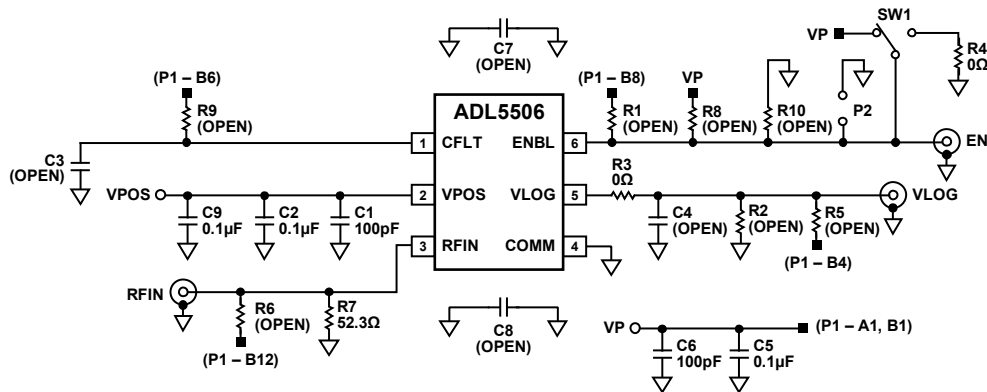 C7
(OPEN)
SW1
VP
R4
0Ω
(P1 – B6)
R9
(OPEN)
(P1 – B8)
R1
(OPEN)
VP
R8
(OPEN)
R10
(OPEN)
P2
ADL5506
1 CFLT
ENBL 6
EN
C3
(OPEN)
VPOS
2 VPOS
VLOG 5
R3
0Ω
VLOG
C9
0.1µF
C2
0.1µF
C1
100pF
C4
(OPEN)
R2
(OPEN)
R5
(OPEN)
(P1 – B4)
3 RFIN
COMM 4
RFIN
R6
(OPEN)
R7
52.3Ω
(P1 – B12)
C8
(OPEN)
VP
(P1 – A1, B1)
C6
100pF
C5
0.1µF